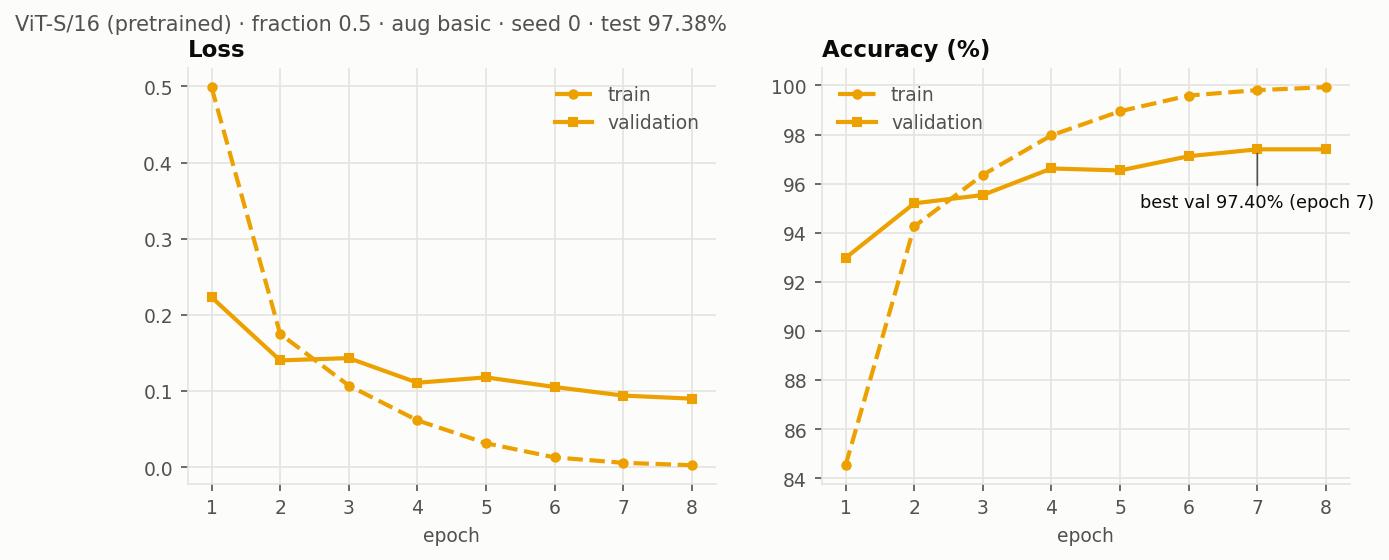 ViT-S/16 (pretrained) · fraction 0.5 · aug basic · seed 0 · test 97.38%
Loss
0.5
0.4
0.3
0.2
0.1
0.0
train
validation
1 2 3 4 5 6 7 8
epoch
Accuracy (%)
100
98
96
94
92
90
88
86
84
train
validation
best val 97.40% (epoch 7)
1 2 3 4 5 6 7 8
epoch